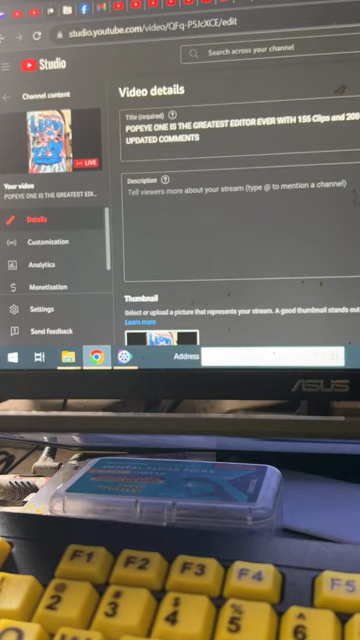 studio.youtube.com/video/QFq-P5JcXCE/edit
Studio
Search across your channel
Channel content
Video details
Title (required)
POPEYE ONE IS THE GREATEST EDITOR EVER WITH 155 Clips and 200
UPDATED COMMENTS
LIVE
Your video
POPEYE ONE IS THE GREATEST EDI...
Description
Tell viewers more about your stream (type @ to mention a channel)
Details
Customization
Analytics
Monetization
Settings
Send feedback
Thumbnail
Select or upload a picture that represents your stream. A good thumbnail stands out
Learn more
Address
ASUS
DENTAL FLOSS PICKS
F1 F2 F3 F4 F5
@ # $ %
2 3 4 5 6